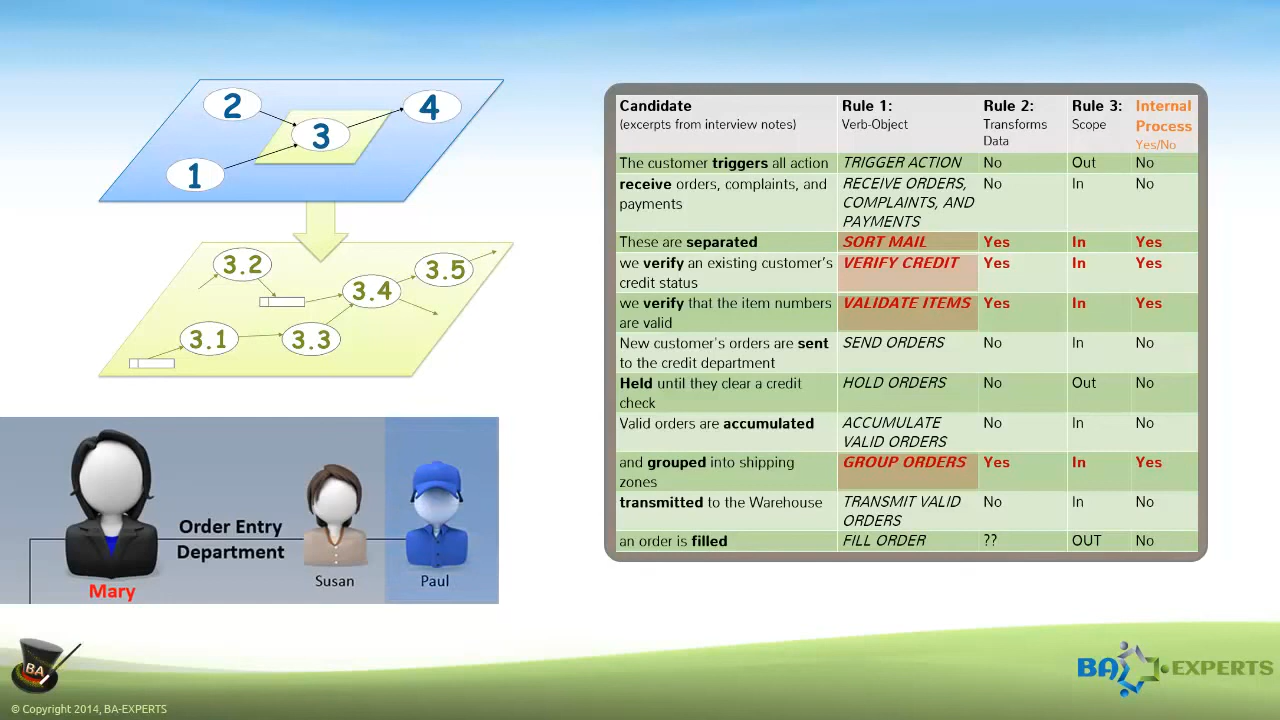 2
4
3
1
3.2
3.5
3.4
3.1
3.3
Order Entry
Department
Mary
Susan
Paul
Candidate Rule 1: Rule 2: Rule 3: Internal
(excerpts from interview notes) Verb-Object Transforms Scope Process
Data Yes/No
The customer triggers all action TRIGGER ACTION No Out No
receive orders, complaints, and RECEIVE ORDERS, No In No
payments COMPLAINTS, AND
PAYMENTS
These are separated SORT MAIL Yes In Yes
we verify an existing customer's VERIFY CREDIT Yes In Yes
credit status
we verify that the item numbers VALIDATE ITEMS Yes In Yes
are valid
New customer's orders are sent SEND ORDERS No In No
to the credit department
Held until they clear a credit HOLD ORDERS No Out No
check
Valid orders are accumulated ACCUMULATE No In No
VALID ORDERS
and grouped into shipping GROUP ORDERS Yes In Yes
zones
transmitted to the Warehouse TRANSMIT VALID No In No
ORDERS
an order is filled FILL ORDER ?? OUT No
BA
BA EXPERTS
© Copyright 2014, BA-EXPERTS